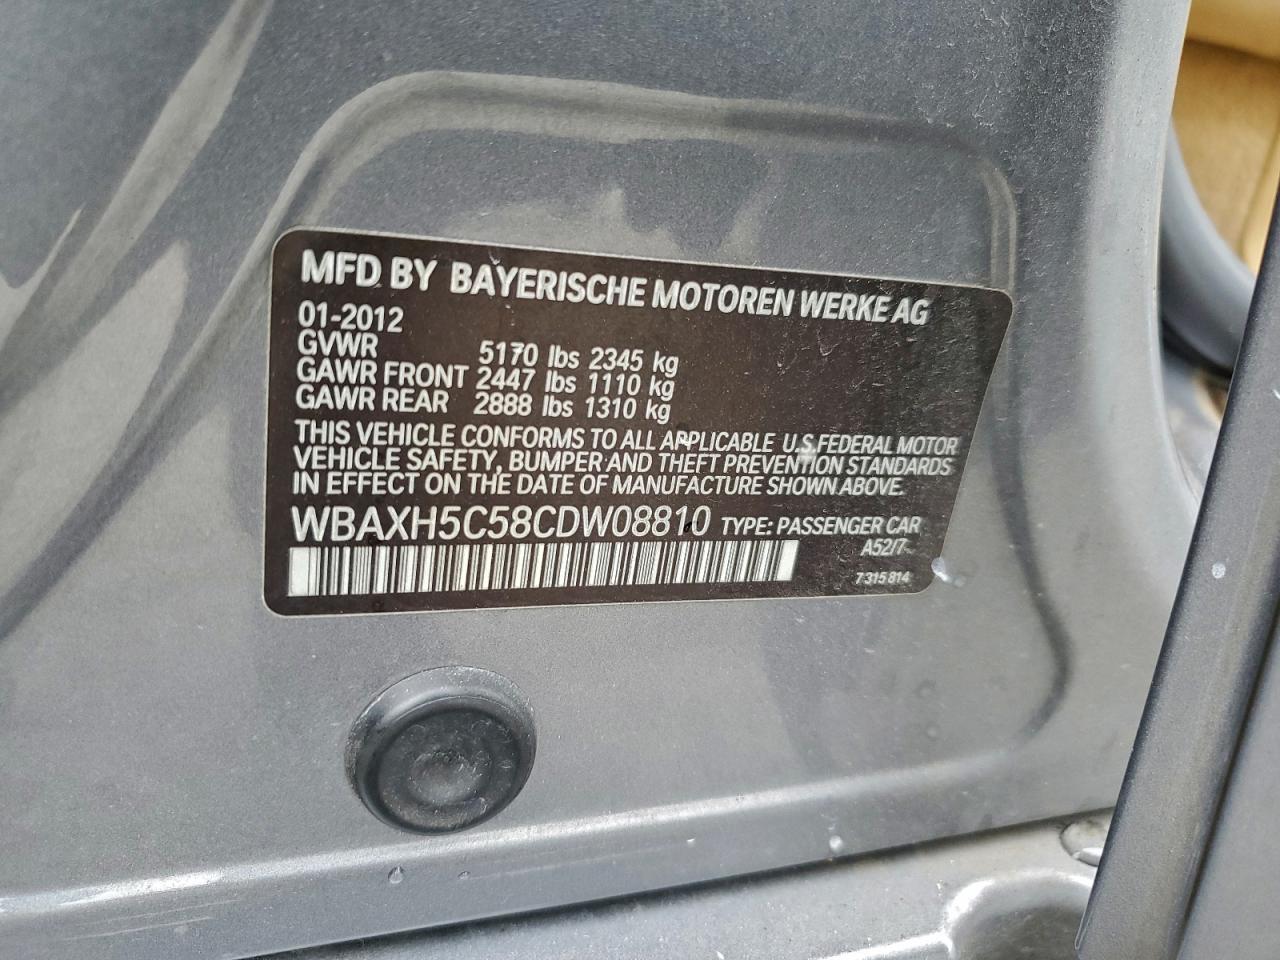 MFD BY BAYERISCHE MOTOREN WERKE AG
01-2012
GVWR 5170 lbs 2345 kg
GAWR FRONT 2447 lbs 1110 kg
GAWR REAR 2888 lbs 1310 kg
THIS VEHICLE CONFORMS TO ALL APPLICABLE U.S. FEDERAL MOTOR
VEHICLE SAFETY, BUMPER AND THEFT PREVENTION STANDARDS
IN EFFECT ON THE DATE OF MANUFACTURE SHOWN ABOVE.
WBAXH5C58CDW08810 TYPE: PASSENGER CAR
A52/7
7 315 814